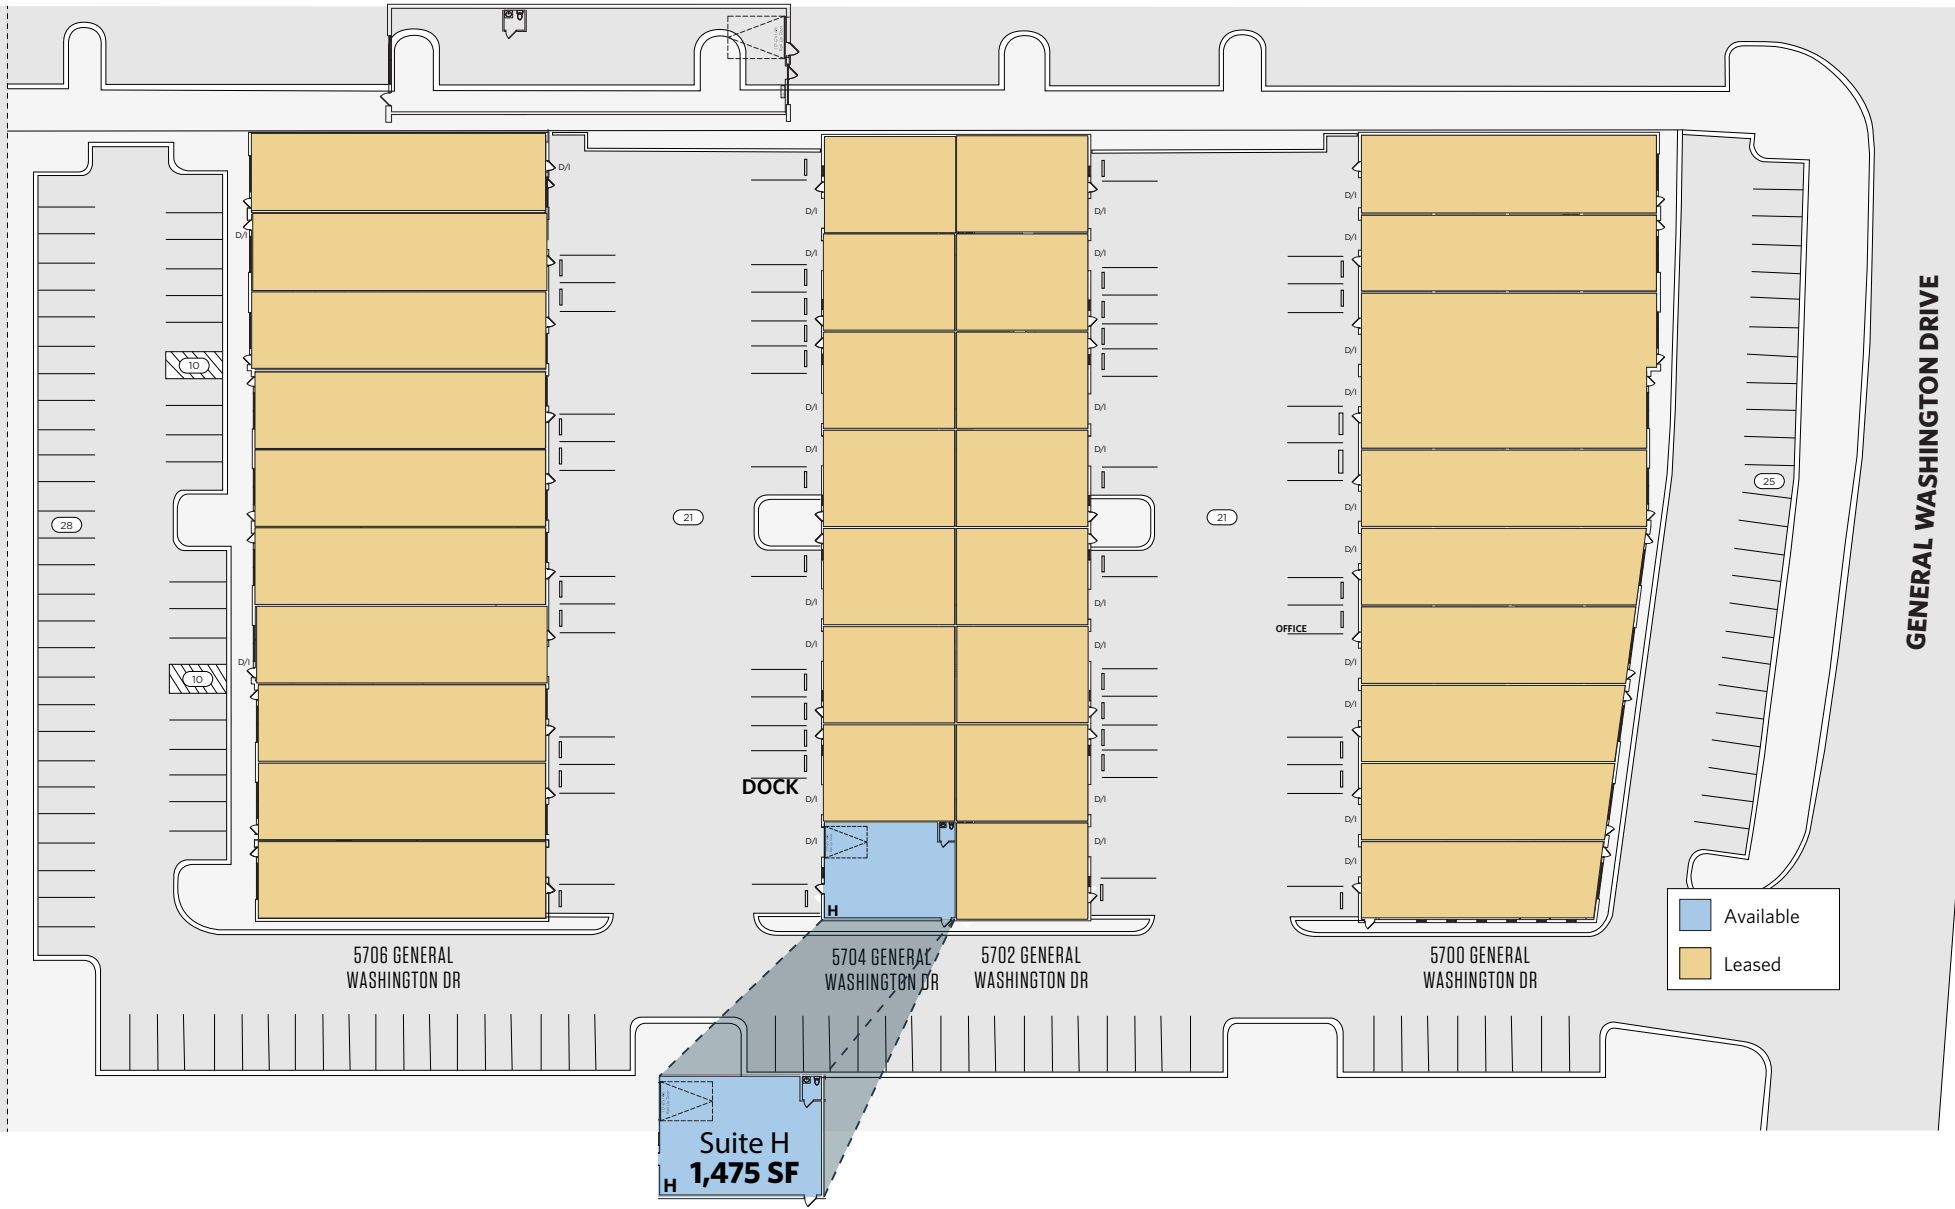 D/I
D/I
D/I
D/I
D/I
D/I
D/I
D/I
D/I
D/I
D/I
D/I
10
D/I
D/I
D/I
D/I
D/I
D/I
GENERAL WASHINGTON DRIVE
28
21
21
25
D/I
D/I
D/I
D/I
OFFICE
D/I
D/I
D/I
D/I
D/I
10
D/I
D/I
DOCK
D/I
D/I
D/I
D/I
D/I
D/I
H
Available
Leased
5706 GENERAL
WASHINGTON DR
5704 GENERAL
WASHINGTON DR
5702 GENERAL
WASHINGTON DR
5700 GENERAL
WASHINGTON DR
Suite H
1,475 SF
H